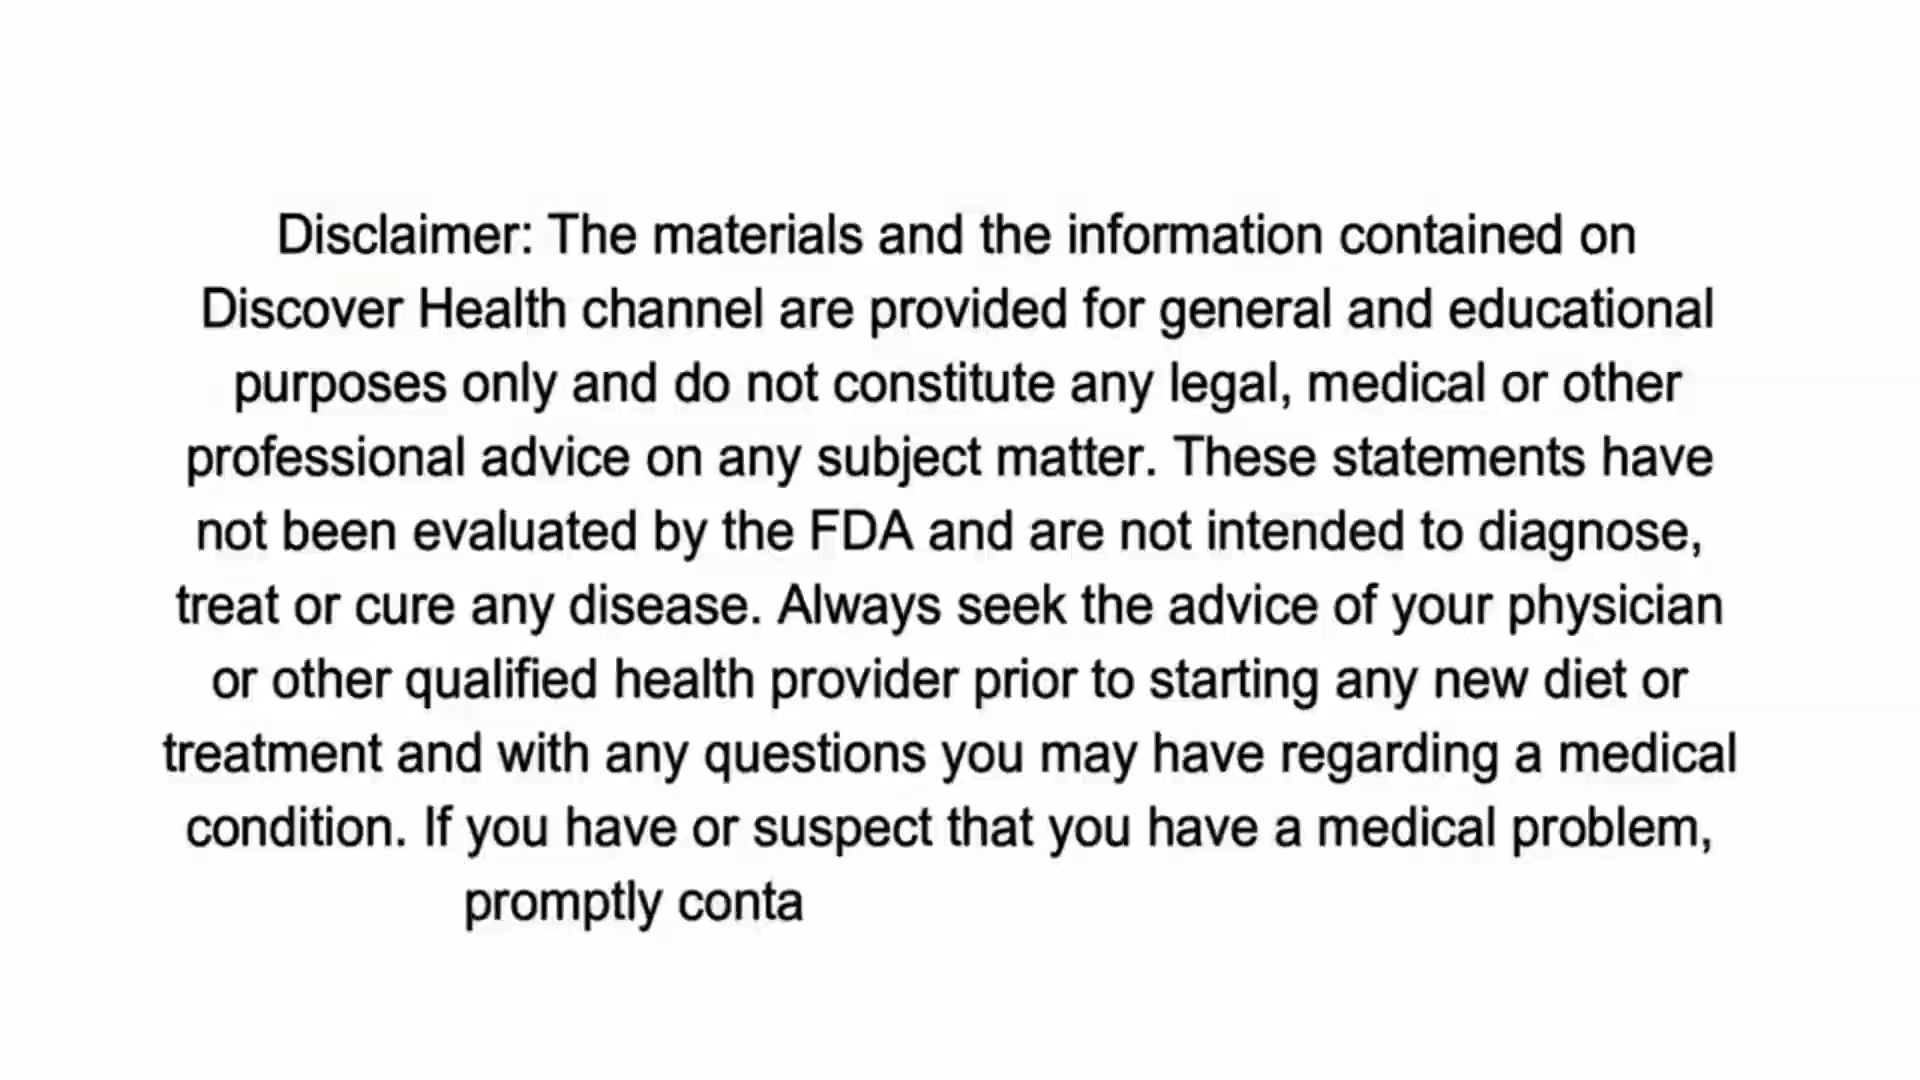 Disclaimer: The materials and the information contained on
Discover Health channel are provided for general and educational
purposes only and do not constitute any legal, medical or other
professional advice on any subject matter. These statements have
not been evaluated by the FDA and are not intended to diagnose,
treat or cure any disease. Always seek the advice of your physician
or other qualified health provider prior to starting any new diet or
treatment and with any questions you may have regarding a medical
condition. If you have or suspect that you have a medical problem,
promptly conta